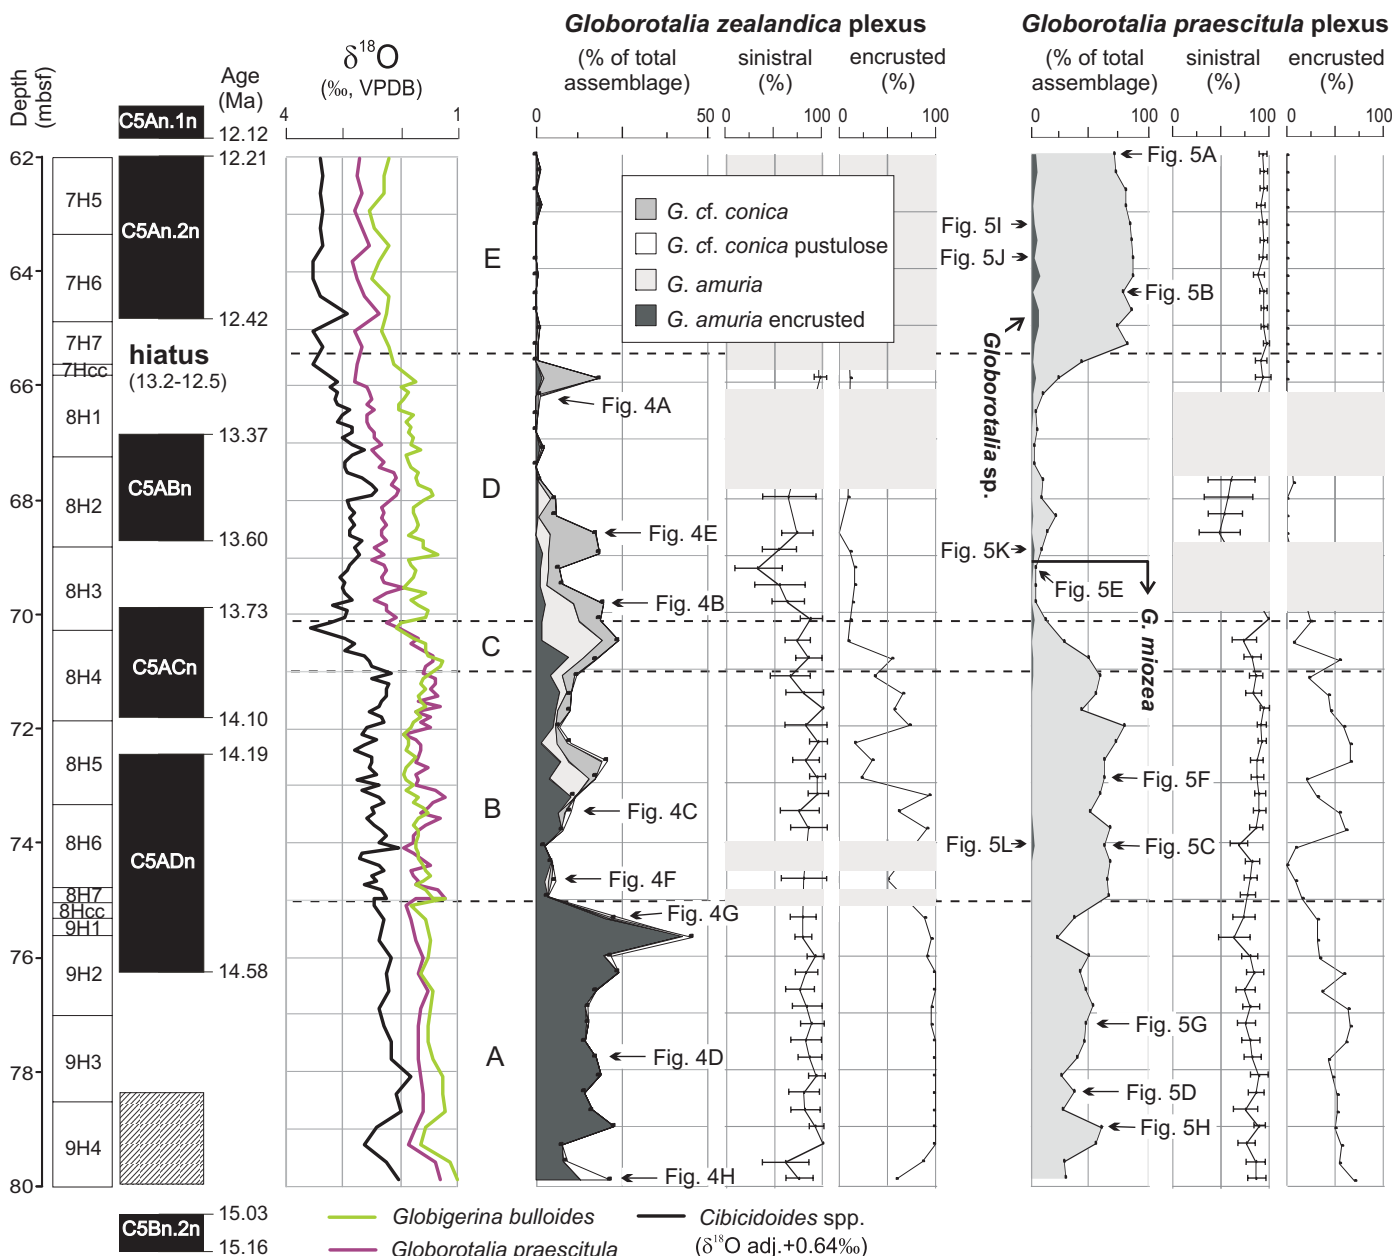 Globorotalia zealandica plexus
Globorotalia praescitula plexus
Depth
(mbsf)
Age
(Ma)
δ18O
(‰, VPDB)
(% of total
assemblage)
sinistral
(%)
encrusted
(%)
(% of total
assemblage)
sinistral
(%)
encrusted
(%)
4 1
0 50
0 100
0 100
0 100
0 100
0 100
62
64
66
68
70
72
74
76
78
80
7H5
7H6
7H7
7Hcc
8H1
8H2
8H3
8H4
8H5
8H6
8H7
8Hcc
9H1
9H2
9H3
9H4
C5An.1n
C5An.2n
hiatus
(13.2-12.5)
C5ABn
C5ACn
C5ADn
C5Bn.2n
12.12
12.21
12.42
13.37
13.60
13.73
14.10
14.19
14.58
15.03
15.16
E
D
C
B
A
G. cf. conica
G. cf. conica pustulose
G. amuria
G. amuria encrusted
Fig. 4A
Fig. 4E
Fig. 4B
Fig. 4C
Fig. 4F
Fig. 4G
Fig. 4D
Fig. 4H
Fig. 5A
Fig. 5I
Fig. 5J
Fig. 5B
Globorotalia sp.
Fig. 5K
Fig. 5E
G. miozea
Fig. 5F
Fig. 5L
Fig. 5C
Fig. 5G
Fig. 5D
Fig. 5H
Globigerina bulloides
Globorotalia praescitula
Cibicidoides spp.
(δ18O adj.+0.64‰)